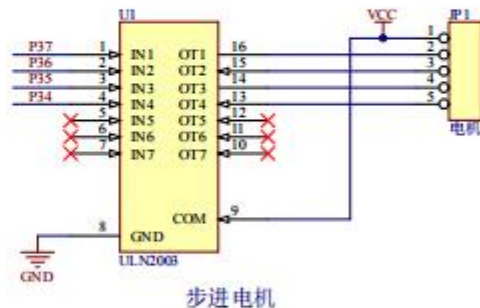 U1
VCC
JP1
P37 1 IN1 OT1 16 1
P36 2 IN2 OT2 15 2
P35 3 IN3 OT3 14 3
P34 4 IN4 OT4 13 4
5 IN5 OT5 12 5
6 IN6 OT6 11
7 IN7 OT7 10
电机
COM 9
8 GND
GND
ULN2003
步进电机